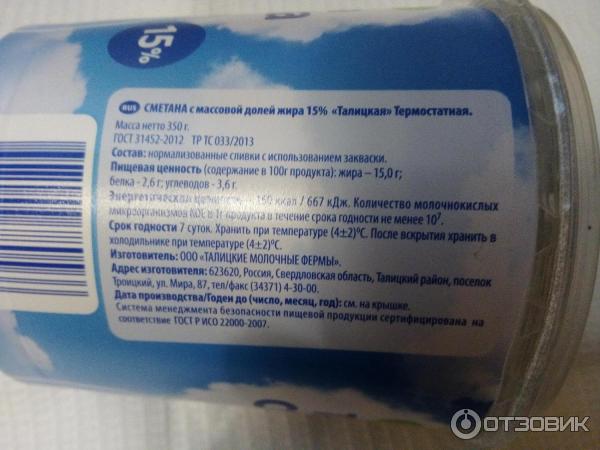 15%
RUS СМЕТАНА с массовой долей жира 15% «Талицкая» Термостатная.
Масса нетто 350 г.
ГОСТ 31452-2012 ТР ТС 033/2013
Состав: нормализованные сливки с использованием закваски.
Пищевая ценность (содержание в 100г продукта): жира – 15,0 г;
белка - 2,6 г; углеводов - 3,6 г.
Энергетическая 160 ккал / 667 кДж. Количество молочнокислых
микроорганизмов КОЕ в 1г продукта в течение срока годности не менее 10⁷.
Срок годности 7 суток. Хранить при температуре (4±2)°С. После вскрытия хранить в
холодильнике при температуре (4±2)°С.
Изготовитель: ООО «ТАЛИЦКИЕ МОЛОЧНЫЕ ФЕРМЫ».
Адрес изготовителя: 623620, Россия, Свердловская область, Талицкий район, поселок
Троицкий, ул. Мира, 87, тел/факс (34371) 4-30-00.
Дата производства/Годен до (число, месяц, год): см. на крышке.
Система менеджмента безопасности пищевой продукции сертифицирована на
соответствие ГОСТ Р ИСО 22000-2007.
ОТЗОВИК